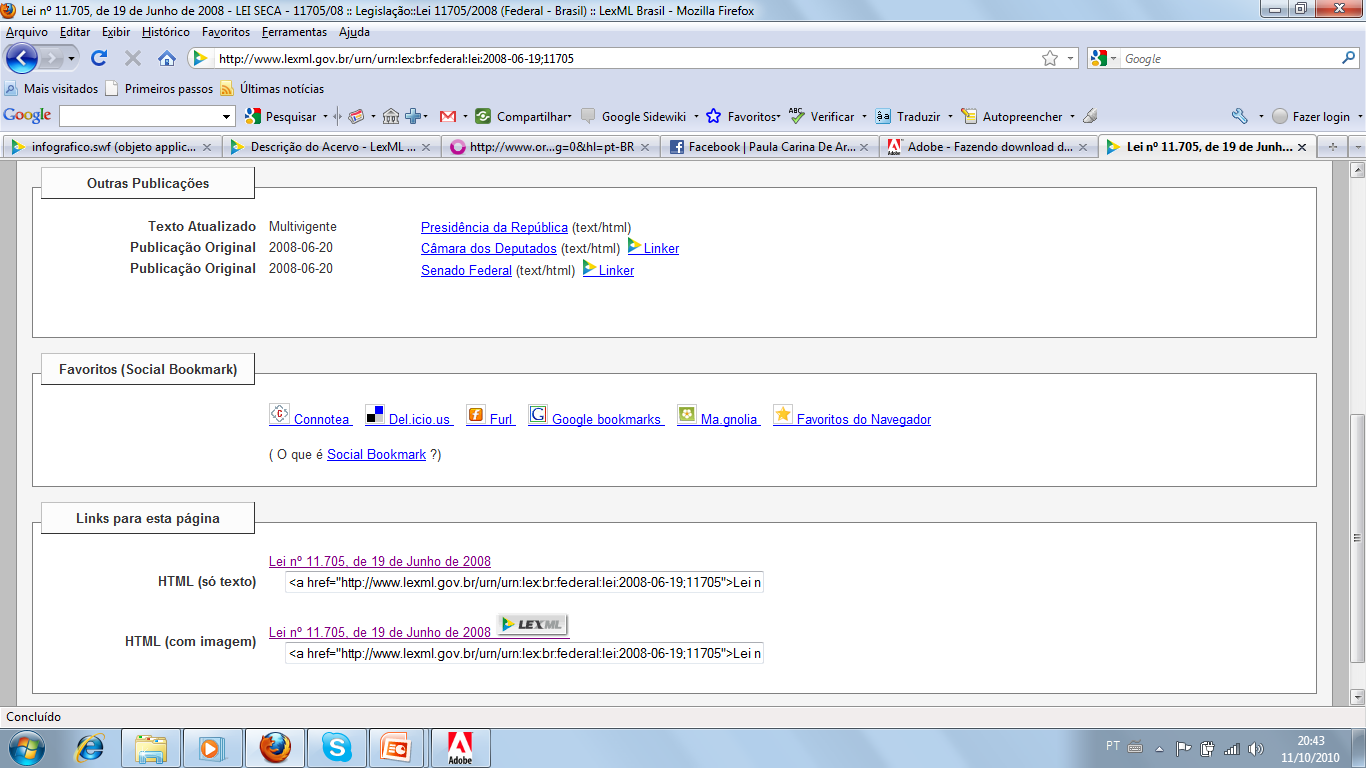 Lei nº 11.705, de 19 de Junho de 2008 - LEI SECA - 11705/08 :: Legislação::Lei 11705/2008 (Federal - Brasil) :: LexML Brasil - Mozilla Firefox
Arquivo Editar Exibir Histórico Favoritos Ferramentas Ajuda
http://www.lexml.gov.br/urn/urn:lex:br:federal:lei:2008-06-19;11705 Google
Mais visitados Primeiros passos Últimas notícias
Google Pesquisar Compartilhar Google Sidewiki Favoritos Verificar Traduzir Autopreencher Fazer login
infografico.swf (objeto applic... Descrição do Acervo - LexML ... http://www.or...g=0&hl=pt-BR Facebook | Paula Carina De Ar... Adobe - Fazendo download d... Lei nº 11.705, de 19 de Junh...
Outras Publicações
Texto Atualizado Multivigente Presidência da República (text/html)
Publicação Original 2008-06-20 Câmara dos Deputados (text/html) Linker
Publicação Original 2008-06-20 Senado Federal (text/html) Linker
Favoritos (Social Bookmark)
Connotea Del.icio.us Furl Google bookmarks Ma.gnolia Favoritos do Navegador
( O que é Social Bookmark ?)
Links para esta página
Lei nº 11.705, de 19 de Junho de 2008
HTML (só texto) <a href="http://www.lexml.gov.br/urn/urn:lex:br:federal:lei:2008-06-19;11705">Lei n
Lei nº 11.705, de 19 de Junho de 2008 LEXML
HTML (com imagem) <a href="http://www.lexml.gov.br/urn/urn:lex:br:federal:lei:2008-06-19;11705">Lei n
Concluído
Adobe PT 20:43
11/10/2010